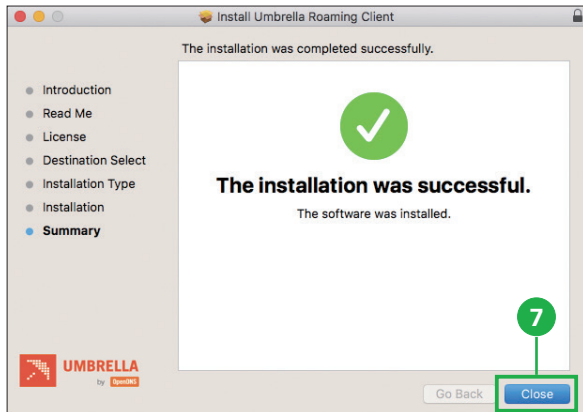 Install Umbrella Roaming Client
The installation was completed successfully.
Introduction
Read Me
License
Destination Select
Installation Type
Installation
Summary
The installation was successful.
The software was installed.
7
UMBRELLA
by OpenDNS
Go Back
Close